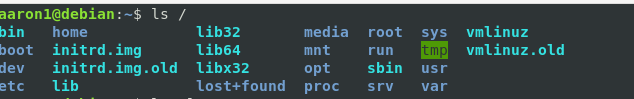 aaron1@debian:~$ ls /
bin home lib32 media root sys vmlinuz
boot initrd.img lib64 mnt run tmp vmlinuz.old
dev initrd.img.old libx32 opt sbin usr
etc lib lost+found proc srv var